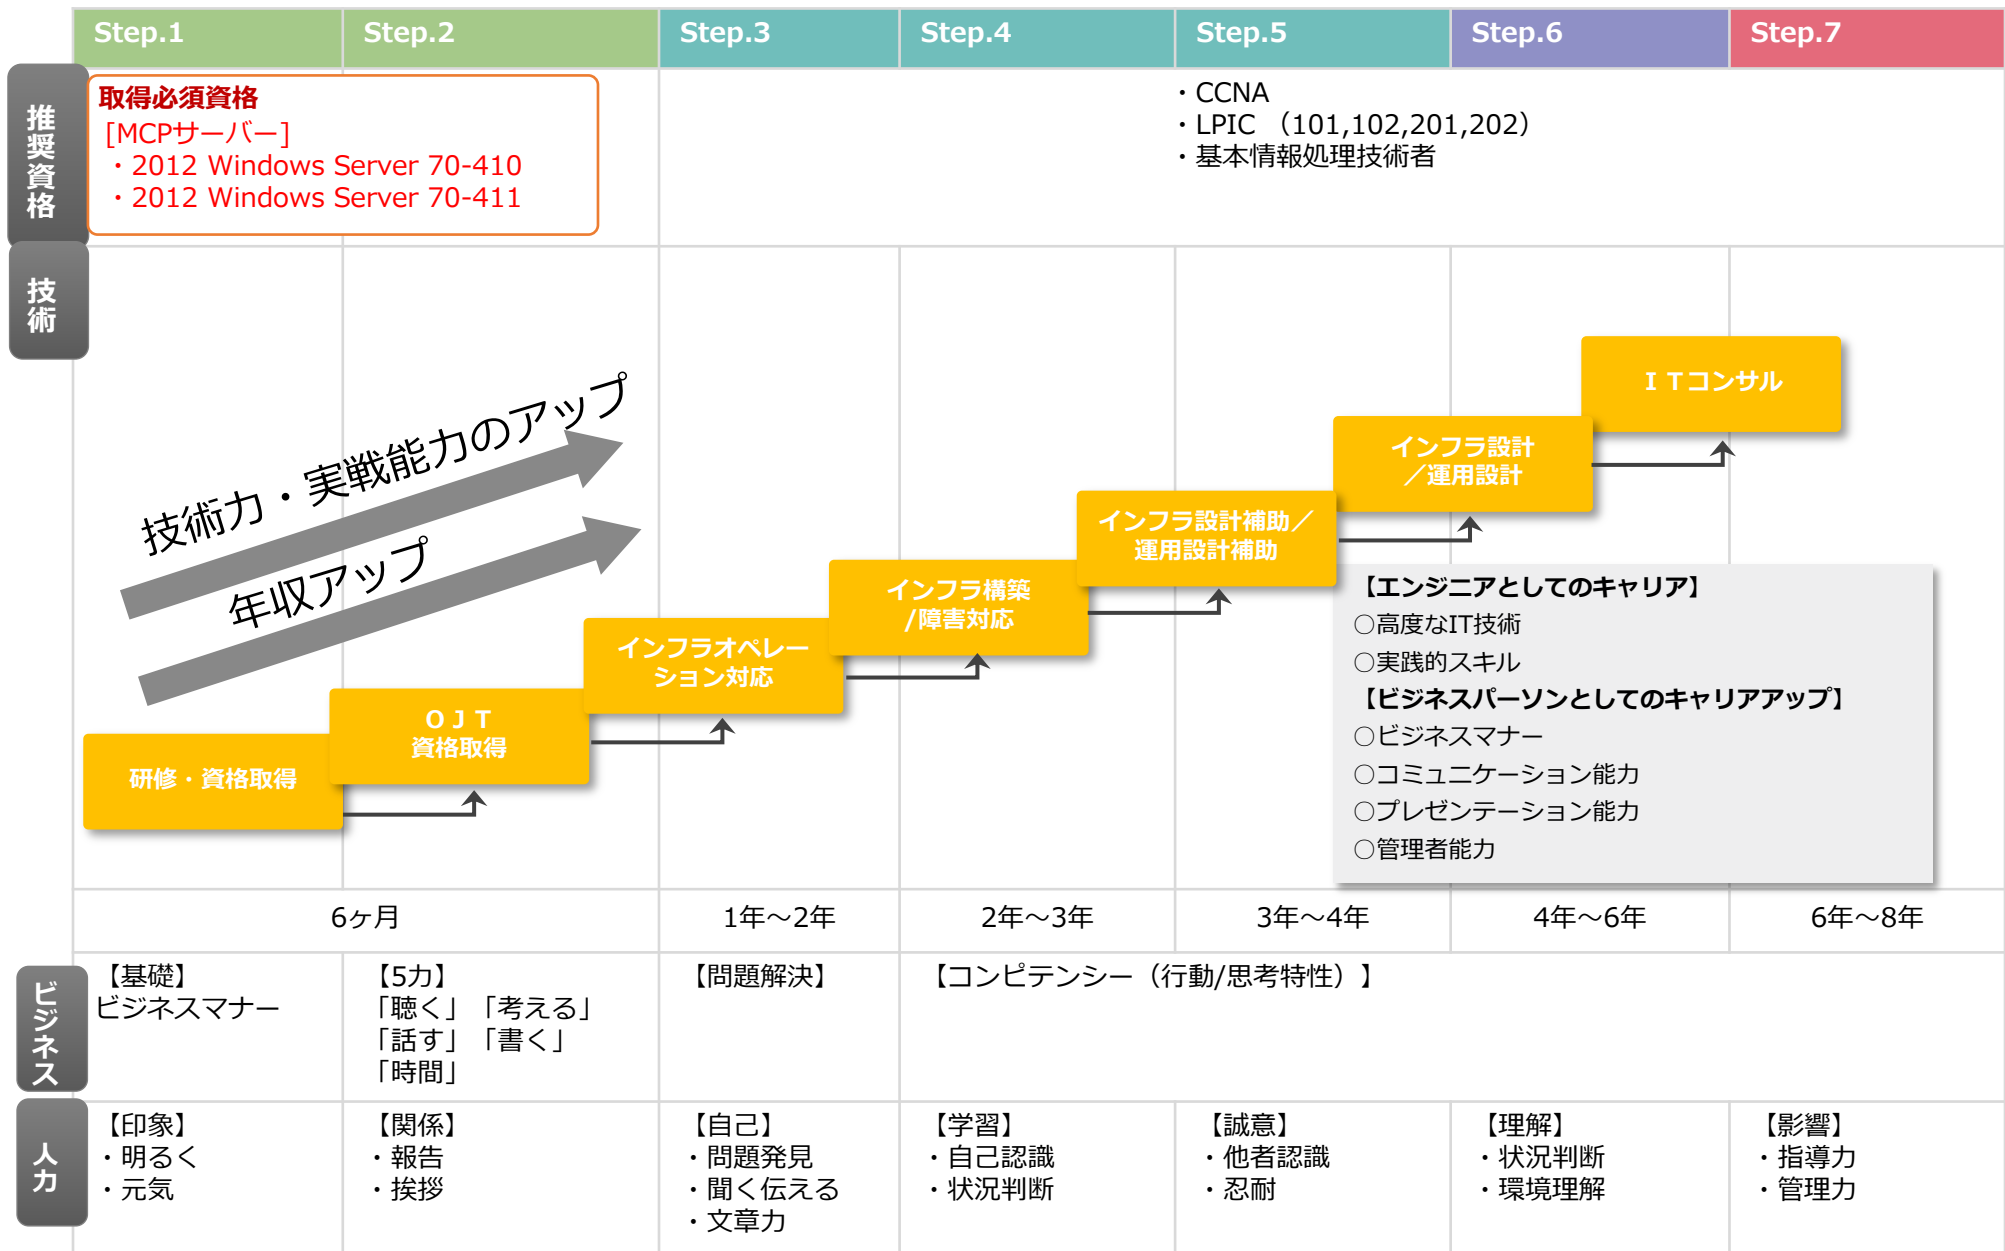 Step.1
Step.2
Step.3
Step.4
Step.5
Step.6
Step.7
推奨資格
取得必須資格
[MCPサーバー]
・2012 Windows Server 70-410
・2012 Windows Server 70-411
・CCNA
・LPIC （101,102,201,202）
・基本情報処理技術者
技術
技術力・実戦能力のアップ
年収アップ
研修・資格取得
ＯＪＴ
資格取得
インフラオペレー
ション対応
インフラ構築
/障害対応
インフラ設計補助／
運用設計補助
インフラ設計
／運用設計
ＩＴコンサル
【エンジニアとしてのキャリア】
○高度なIT技術
○実践的スキル
【ビジネスパーソンとしてのキャリアアップ】
○ビジネスマナー
○コミュニケーション能力
○プレゼンテーション能力
○管理者能力
6ヶ月
1年～2年
2年～3年
3年～4年
4年～6年
6年～8年
ビジネス
【基礎】
ビジネスマナー
【5力】
「聴く」「考える」
「話す」「書く」
「時間」
【問題解決】
【コンピテンシー（行動/思考特性）】
人力
【印象】
・明るく
・元気
【関係】
・報告
・挨拶
【自己】
・問題発見
・聞く伝える
・文章力
【学習】
・自己認識
・状況判断
【誠意】
・他者認識
・忍耐
【理解】
・状況判断
・環境理解
【影響】
・指導力
・管理力